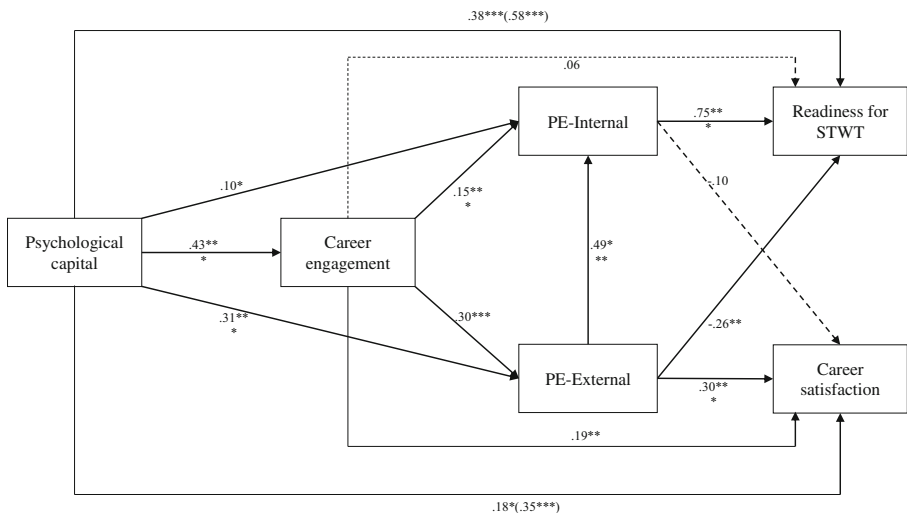 .38***(.58***)
.06
PE-Internal
.75**
*
Readiness for
STWT
.10*
.15**
*
-.10
Psychological
capital
.43**
*
Career
engagement
.49*
**
.31**
*
.30***
-.26**
PE-External
.30**
*
Career
satisfaction
.19**
.18*(.35***)